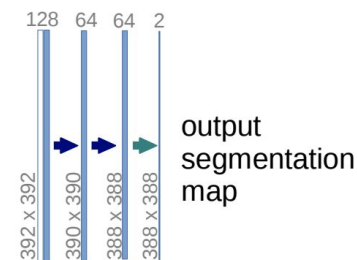 128 64 64 2
output
segmentation
map
392 x 392
390 x 390
388 x 388
388 x 388